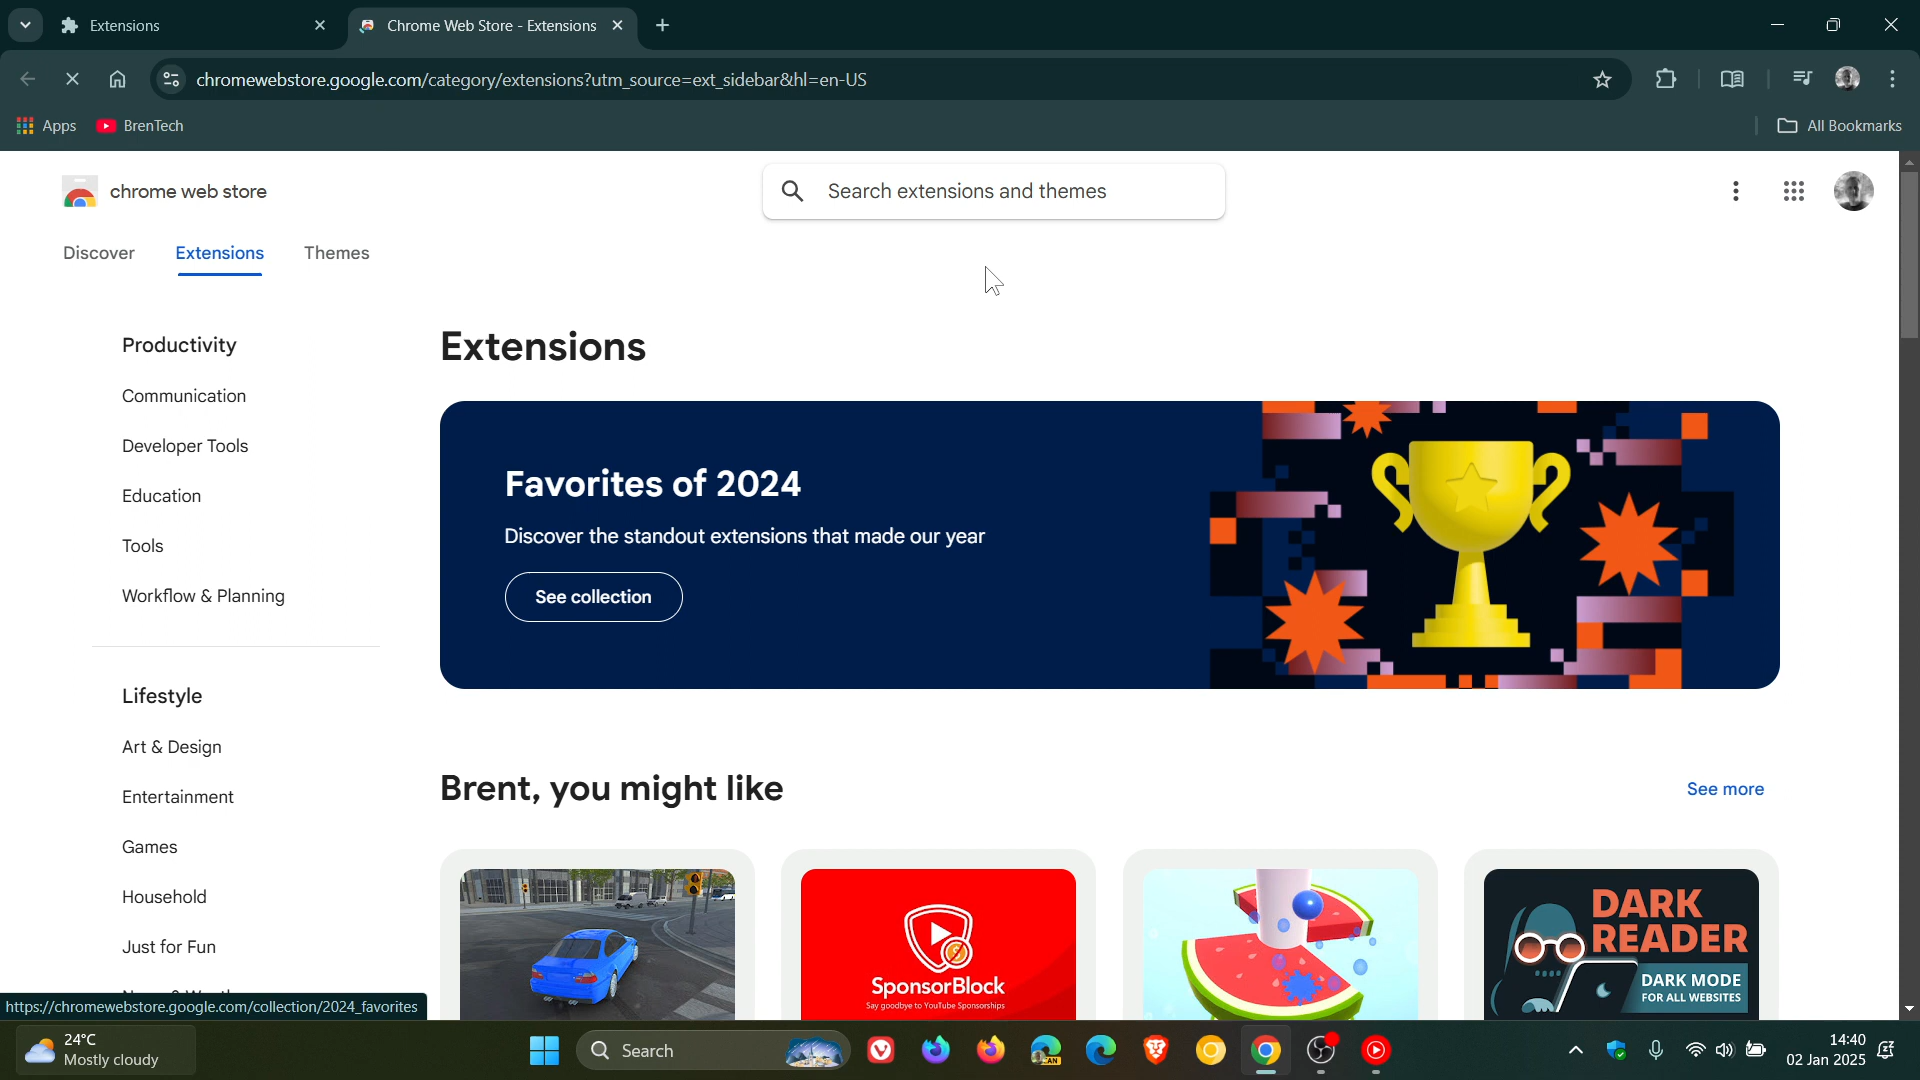 Extensions
Chrome Web Store - Extensions
chromewebstore.google.com/category/extensions?utm_source=ext_sidebar&hl=en-US
Apps
BrenTech
All Bookmarks
chrome web store
Search extensions and themes
Discover
Extensions
Themes
Productivity
Communication
Developer Tools
Education
Tools
Workflow & Planning
Lifestyle
Art & Design
Entertainment
Games
Household
Just for Fun
Extensions
Favorites of 2024
Discover the standout extensions that made our year
See collection
Brent, you might like
See more
SponsorBlock
Say goodbye to YouTube Sponsorships
DARK
READER
DARK MODE
FOR ALL WEBSITES
https://chromewebstore.google.com/collection/2024_favorites
24°C
Mostly cloudy
Search
14:40
02 Jan 2025